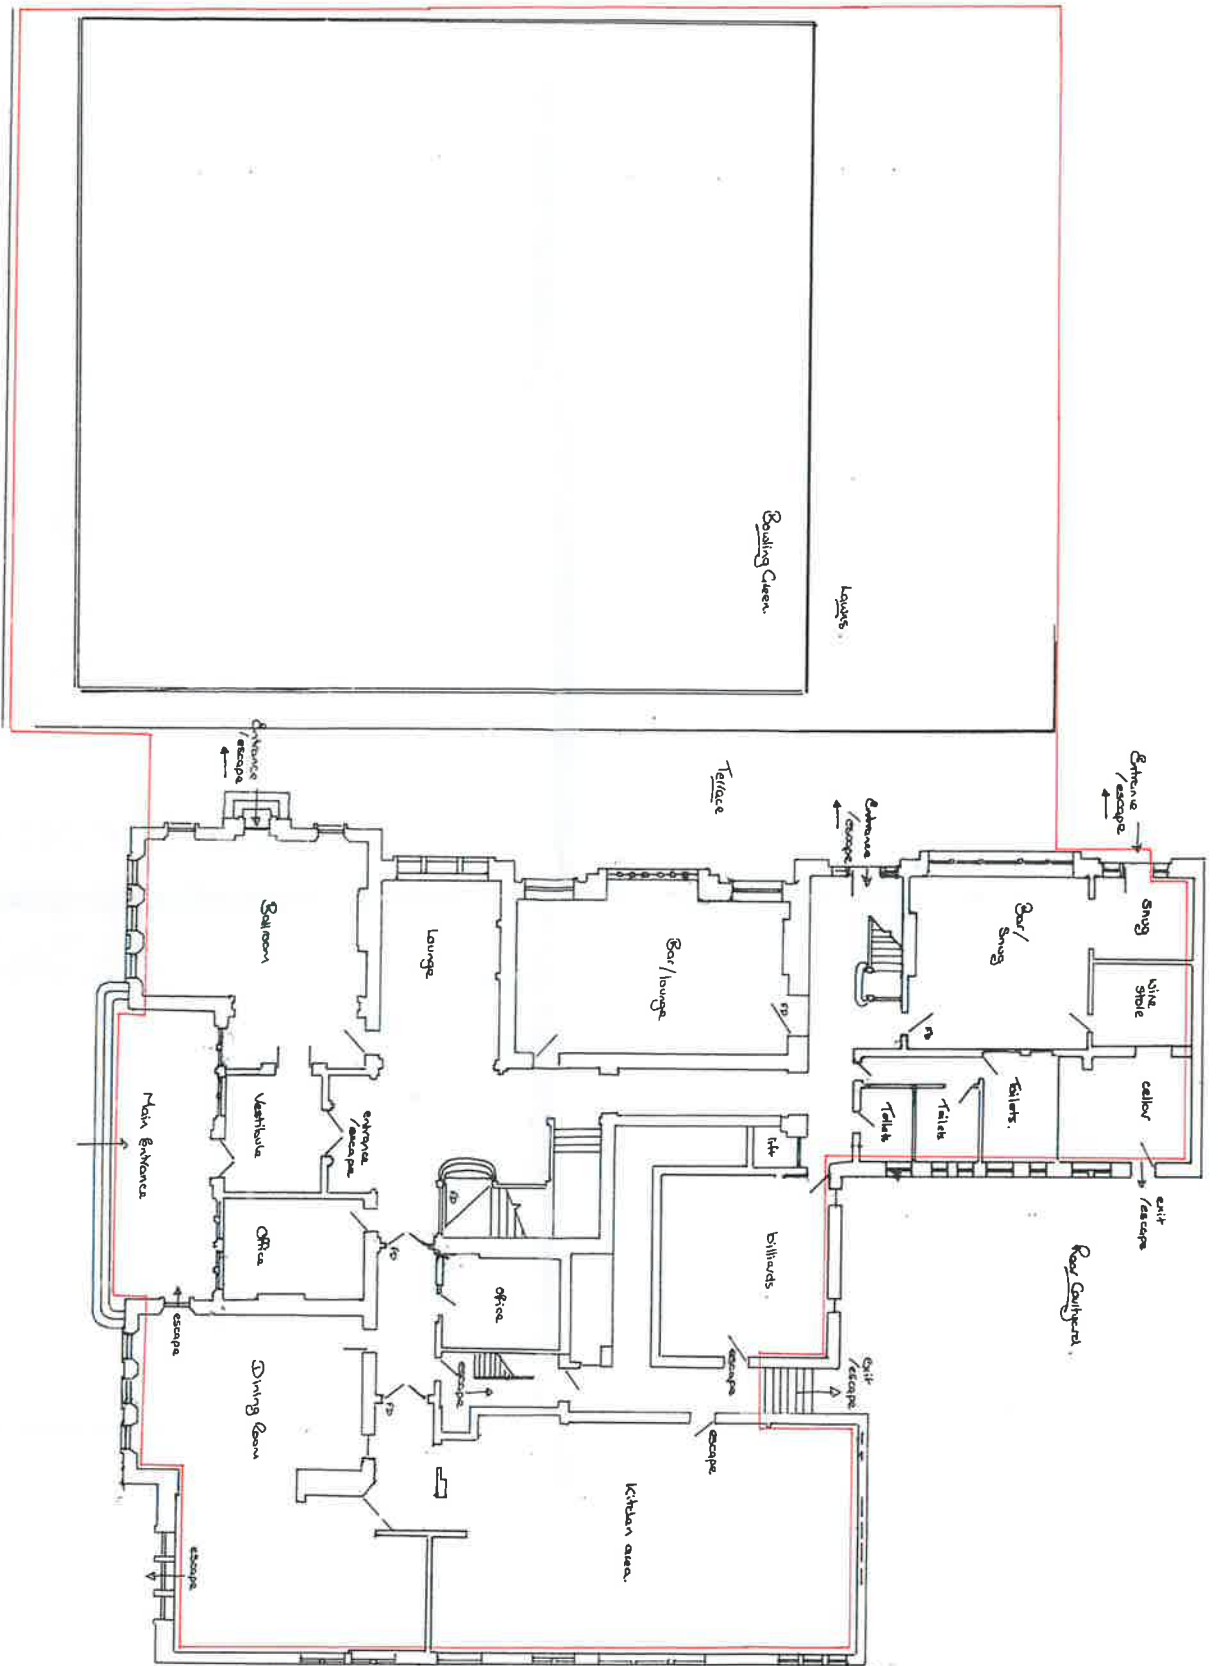 Bowling Green.
Lawns.
Terrace
Entrance
/escape
Entrance
/escape
Entrance
/escape
Snug
Wine
Store
Cellar
exit
/escape
Bar/
Snug
FD
Toilets.
Toilets
Toilets
Bar/lounge
FD
Lounge
Ballroom
lift
billiards.
escape
exit
/escape
Rear Courtyard.
entrance
/escape
Vestibule
Main Entrance
Office
FD
FD
Office
escape
escape
FD
Dining Room
escape
Kitchen area.
escape